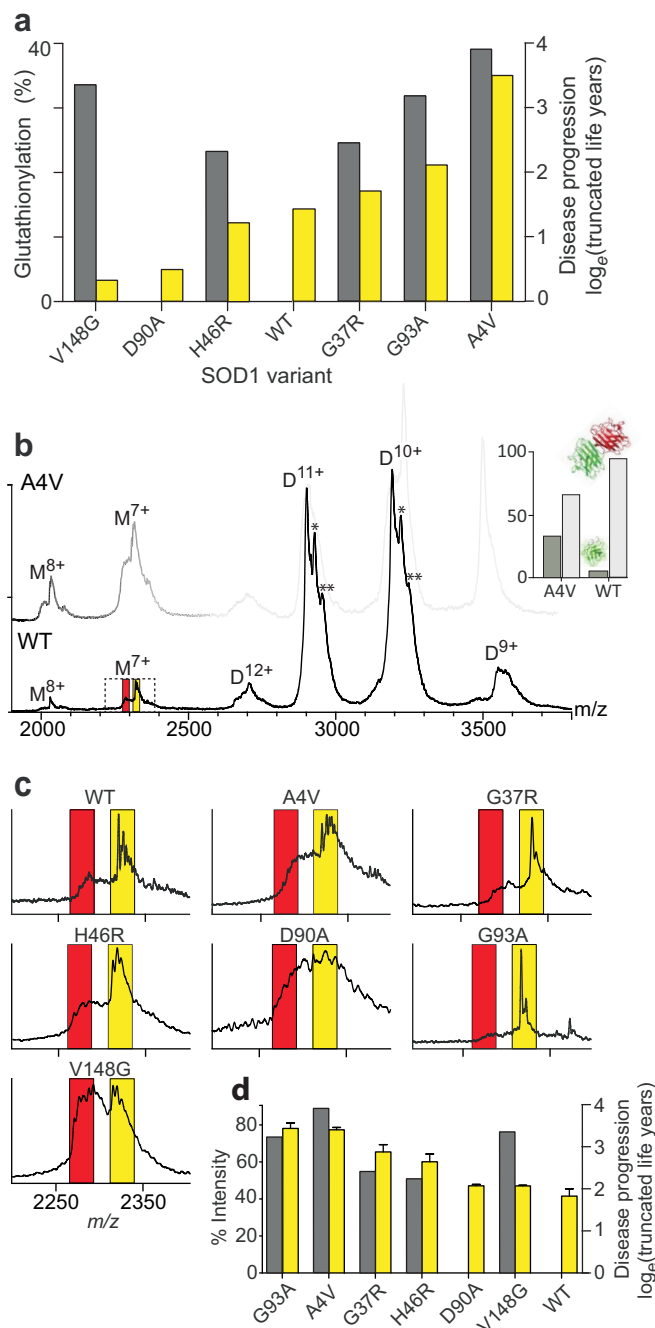 a
40
0
Glutathionylation (%)
4
3
2
1
0
Disease progression
logₑ(truncated life years)
V148G
D90A
H46R
WT
G37R
G93A
A4V
SOD1 variant
b
A4V
M8+
M7+
D11+
*
**
D10+
*
**
100
50
0
A4V
WT
WT
M8+
M7+
D12+
D9+
m/z
2000
2500
3000
3500
c
WT
A4V
G37R
H46R
D90A
G93A
V148G
2250
2350
m/z
d
80
60
40
20
0
% Intensity
4
3
2
1
0
Disease progression
logₑ(truncated life years)
G93A
A4V
G37R
H46R
D90A
V148G
WT